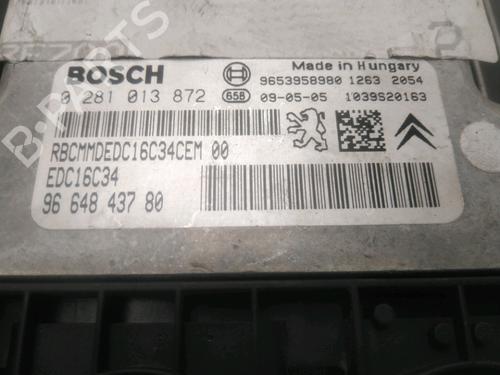 B-PARTS
BOSCH
Made in Hungary
9653958980 1263 2054
0 281 013 872
658
09-05-05
1039S20163
RBCMMDEDC16C34CEM 00
EDC16C34
96 648 437 80